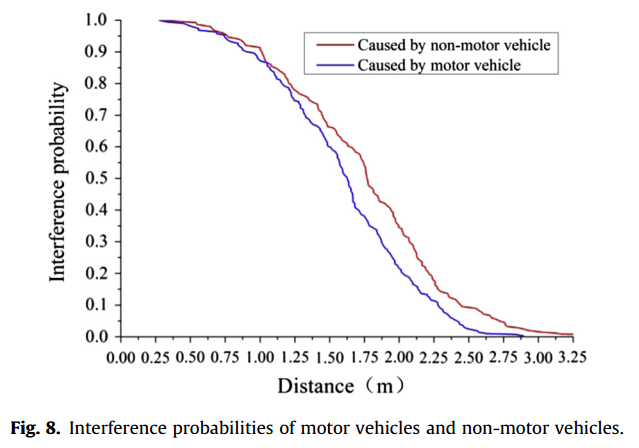 1.0
0.9
0.8
0.7
0.6
0.5
0.4
0.3
0.2
0.1
0.0
Interference probability
Caused by non-motor vehicle
Caused by motor vehicle
0.00 0.25 0.50 0.75 1.00 1.25 1.50 1.75 2.00 2.25 2.50 2.75 3.00 3.25
Distance（m）
Fig. 8. Interference probabilities of motor vehicles and non-motor vehicles.